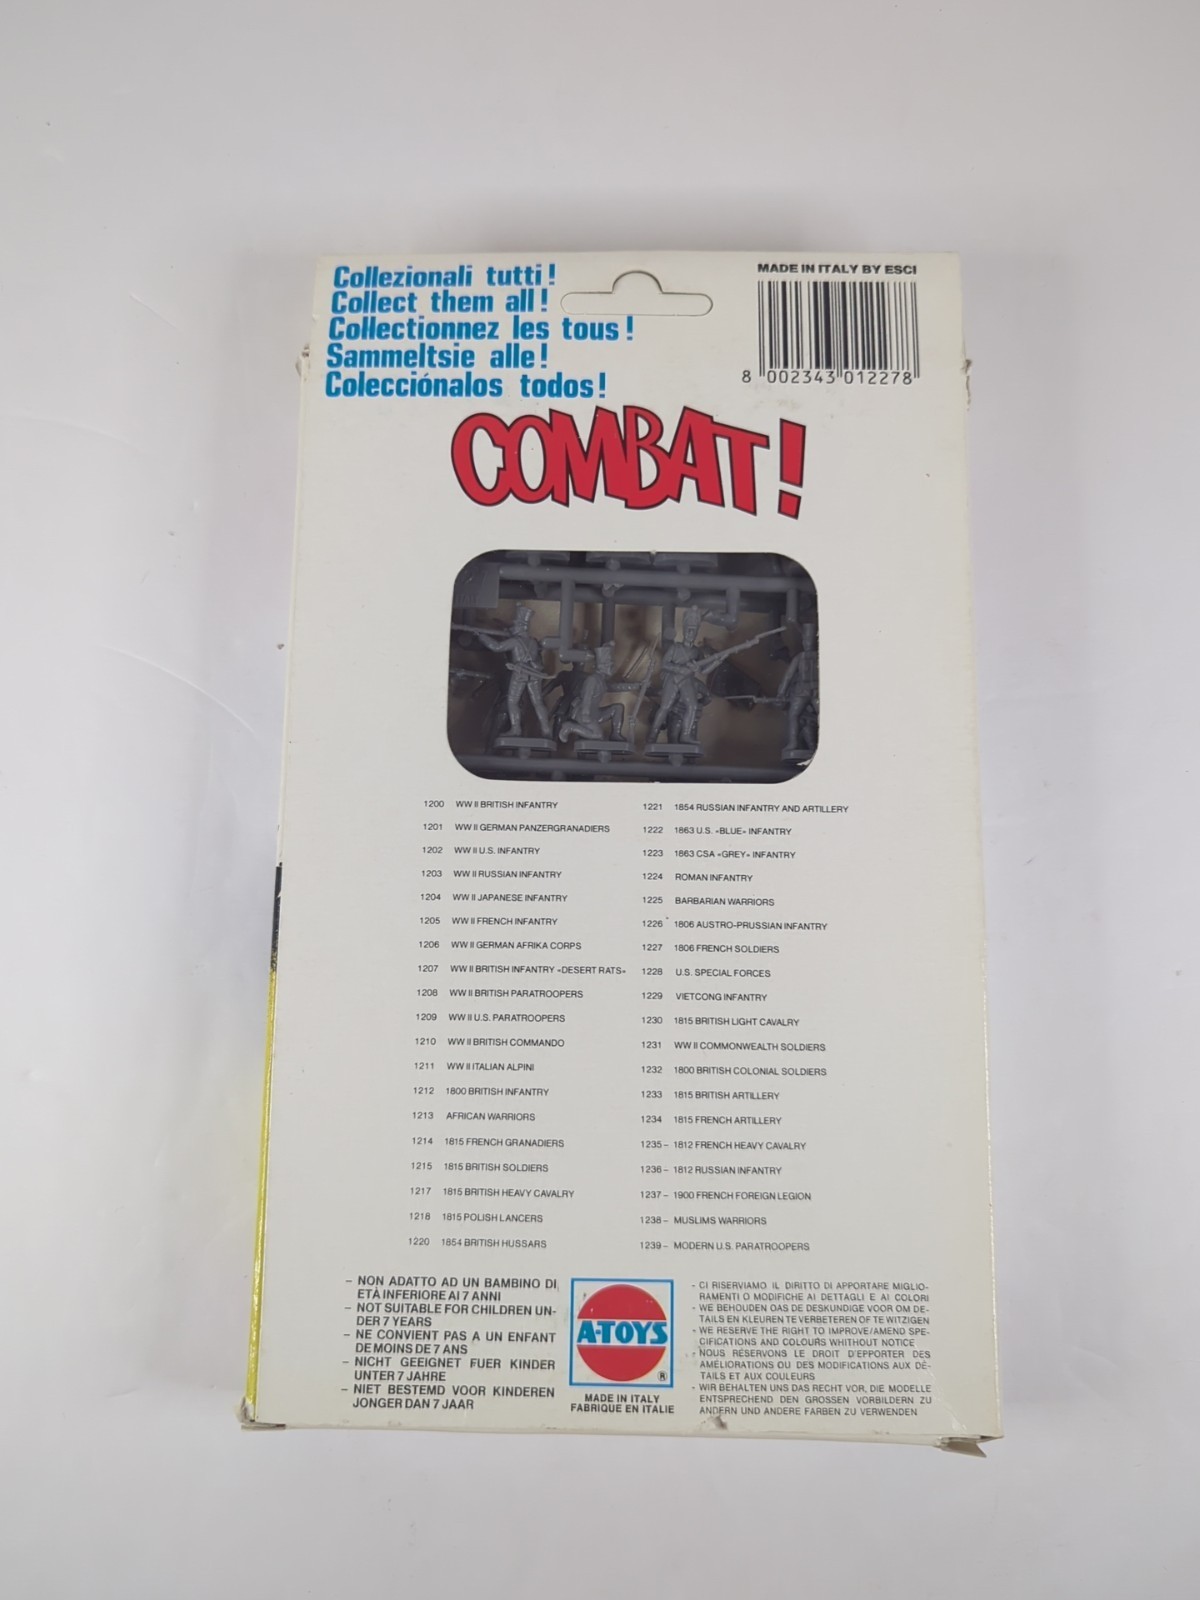 Collezionali tutti!
Collect them all!
Collectionnez les tous!
Sammeltsie alle!
Colecciónalos todos!
MADE IN ITALY BY ESCI
8 002343 012278
COMBAT!
1200 WW II BRITISH INFANTRY
1201 WW II GERMAN PANZERGRANADIERS
1202 WW II U.S. INFANTRY
1203 WW II RUSSIAN INFANTRY
1204 WW II JAPANESE INFANTRY
1205 WW II FRENCH INFANTRY
1206 WW II GERMAN AFRIKA CORPS
1207 WW II BRITISH INFANTRY «DESERT RATS»
1208 WW II BRITISH PARATROOPERS
1209 WW II U.S. PARATROOPERS
1210 WW II BRITISH COMMANDO
1211 WW II ITALIAN ALPINI
1212 1800 BRITISH INFANTRY
1213 AFRICAN WARRIORS
1214 1815 FRENCH GRANADIERS
1215 1815 BRITISH SOLDIERS
1217 1815 BRITISH HEAVY CAVALRY
1218 1815 POLISH LANCERS
1220 1854 BRITISH HUSSARS
1221 1854 RUSSIAN INFANTRY AND ARTILLERY
1222 1863 U.S. «BLUE» INFANTRY
1223 1863 CSA «GREY» INFANTRY
1224 ROMAN INFANTRY
1225 BARBARIAN WARRIORS
1226 1806 AUSTRO-PRUSSIAN INFANTRY
1227 1806 FRENCH SOLDIERS
1228 U.S. SPECIAL FORCES
1229 VIETCONG INFANTRY
1230 1815 BRITISH LIGHT CAVALRY
1231 WW II COMMONWEALTH SOLDIERS
1232 1800 BRITISH COLONIAL SOLDIERS
1233 1815 BRITISH ARTILLERY
1234 1815 FRENCH ARTILLERY
1235 – 1812 FRENCH HEAVY CAVALRY
1236 – 1812 RUSSIAN INFANTRY
1237 – 1900 FRENCH FOREIGN LEGION
1238 – MUSLIMS WARRIORS
1239 – MODERN U.S. PARATROOPERS
– NON ADATTO AD UN BAMBINO DI
ETÀ INFERIORE AI 7 ANNI
– NOT SUITABLE FOR CHILDREN UN-
DER 7 YEARS
– NE CONVIENT PAS A UN ENFANT
DE MOINS DE 7 ANS
– NICHT GEEIGNET FUER KINDER
UNTER 7 JAHRE
– NIET BESTEMD VOOR KINDEREN
JONGER DAN 7 JAAR
A-TOYS
®
MADE IN ITALY
FABRIQUE EN ITALIE
- CI RISERVIAMO IL DIRITTO DI APPORTARE MIGLIO-
RAMENTI O MODIFICHE AI DETTAGLI E AI COLORI
- WE BEHOUDEN OAS DE DESKUNDIGE VOOR OM DE-
TAILS EN KLEUREN TE VERBETEREN OF TE WITZIGEN
- WE RESERVE THE RIGHT TO IMPROVE/AMEND SPE-
CIFICATIONS AND COLOURS WHITHOUT NOTICE
- NOUS RÉSERVONS LE DROIT D'EPPORTER DES
AMÉLIORATIONS OU DES MODIFICATIONS AUX DÉ-
TAILS ET AUX COULEURS
- WIR BEHALTEN UNS DAS RECHT VOR, DIE MODELLE
ENTSPRECHEND DEN GROSSEN VORBILDERN ZU
ANDERN UND ANDERE FARBEN ZU VERWENDEN